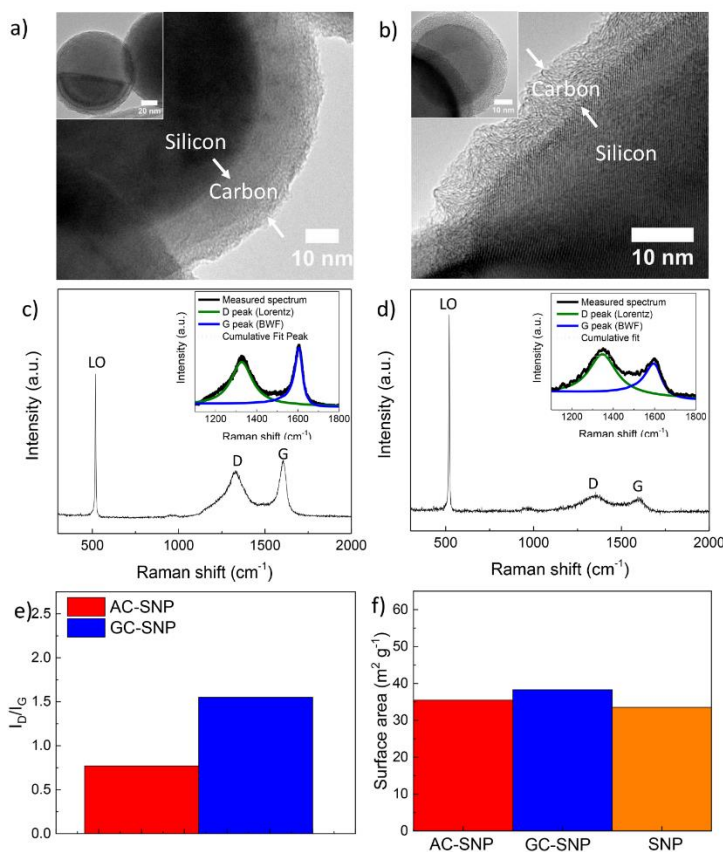 a)
20 nm
Silicon
Carbon
10 nm
b)
10 nm
Carbon
Silicon
10 nm
c)
LO
D
G
Intensity (a.u.)
500 1000 1500 2000
Raman shift (cm⁻¹)
Measured spectrum
D peak (Lorentz)
G peak (BWF)
Cumulative Fit Peak
Intensity (a.u.)
1200 1400 1600 1800
Raman shift (cm⁻¹)
d)
LO
D
G
Intensity (a.u.)
500 1000 1500 2000
Raman shift (cm⁻¹)
Measured spectrum
D peak (Lorentz)
G peak (BWF)
Cumulative fit
Intensity (a.u.)
1200 1400 1600 1800
Raman shift (cm⁻¹)
e)
AC-SNP
GC-SNP
2.5
2.0
1.5
1.0
0.5
0.0
I_D/I_G
f)
60
50
40
30
20
10
0
Surface area (m² g⁻¹)
AC-SNP GC-SNP SNP